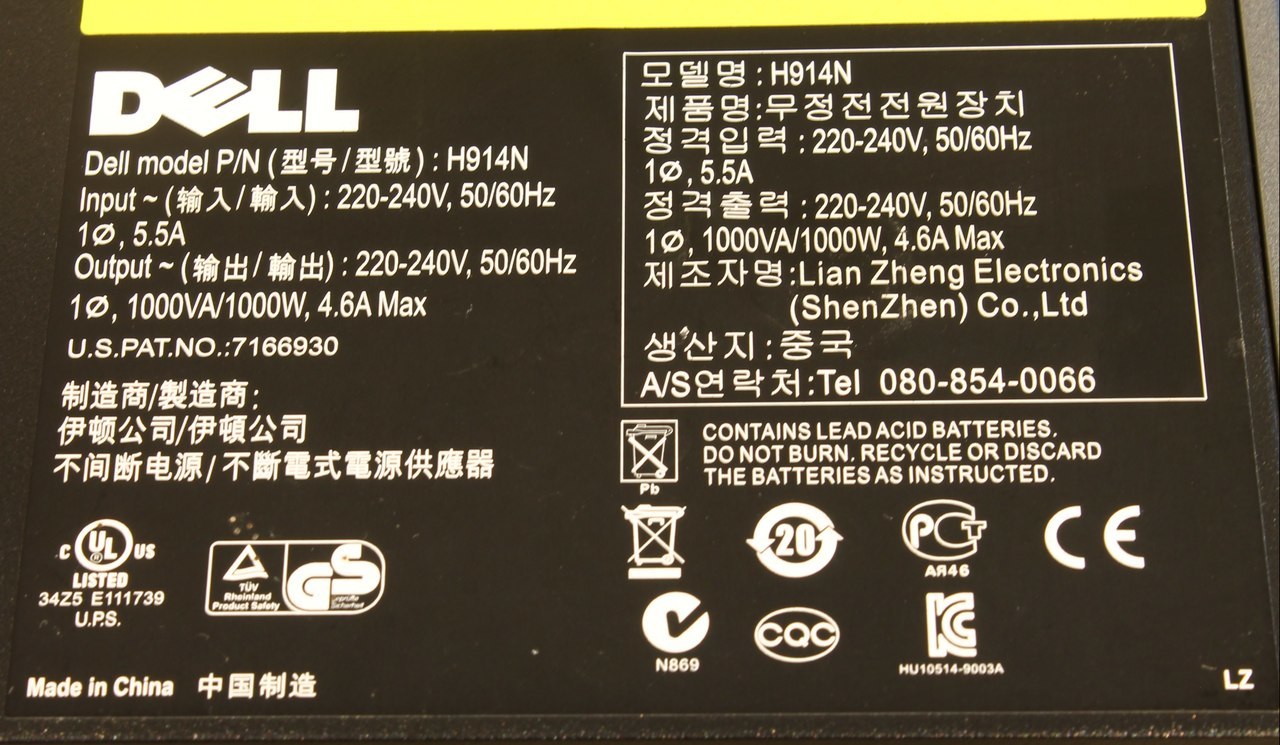 DELL
Dell model P/N (型号/型號) : H914N
Input ~ (输入/輸入) : 220-240V, 50/60Hz
1Ø, 5.5A
Output ~ (输出/輸出) : 220-240V, 50/60Hz
1Ø, 1000VA/1000W, 4.6A Max
U.S.PAT.NO.:7166930
制造商/製造商:
伊顿公司/伊頓公司
不间断电源/不斷電式電源供應器
C UL US
®
LISTED
34Z5 E111739
U.P.S.
TÜV
Rheinland
Product Safety
GS
geprüfte
Sicherheit
Made in China 中国制造
모델명 : H914N
제품명:무정전전원장치
정격입력 : 220-240V, 50/60Hz
1Ø, 5.5A
정격출력 : 220-240V, 50/60Hz
1Ø, 1000VA/1000W, 4.6A Max
제조자명:Lian Zheng Electronics
(ShenZhen) Co.,Ltd
생산지:중국
A/S연락처:Tel 080-854-0066
Pb
CONTAINS LEAD ACID BATTERIES.
DO NOT BURN. RECYCLE OR DISCARD
THE BATTERIES AS INSTRUCTED.
20
РСТ
АЯ46
CE
N869
CQC
KC
HU10514-9003A
LZ